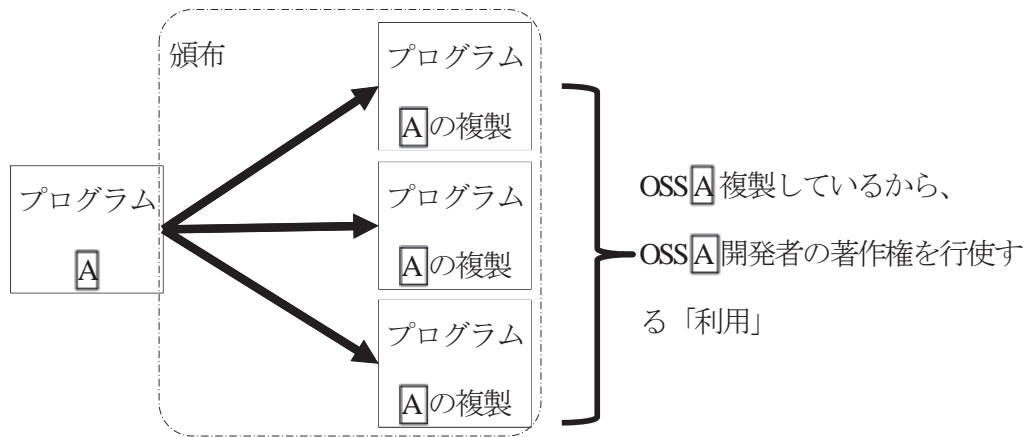 頒布
プログラム
Aの複製
プログラム
A
プログラム
Aの複製
プログラム
Aの複製
OSS A 複製しているから、
OSS A 開発者の著作権を行使す
る「利用」